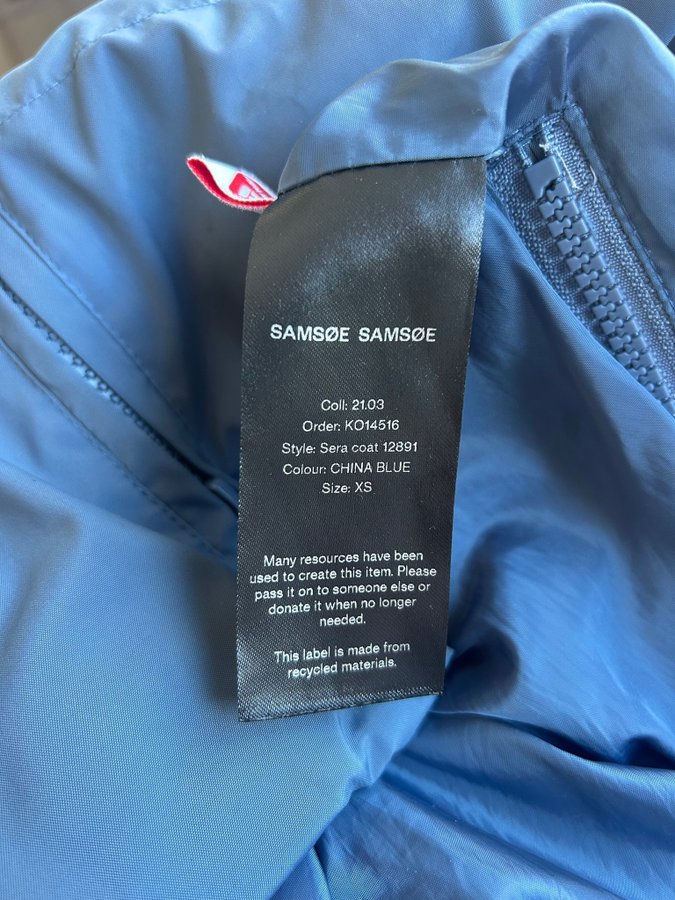 SAMSØE SAMSØE
Coll: 21.03
Order: KO14516
Style: Sera coat 12891
Colour: CHINA BLUE
Size: XS
Many resources have been
used to create this item. Please
pass it on to someone else or
donate it when no longer
needed.
This label is made from
recycled materials.